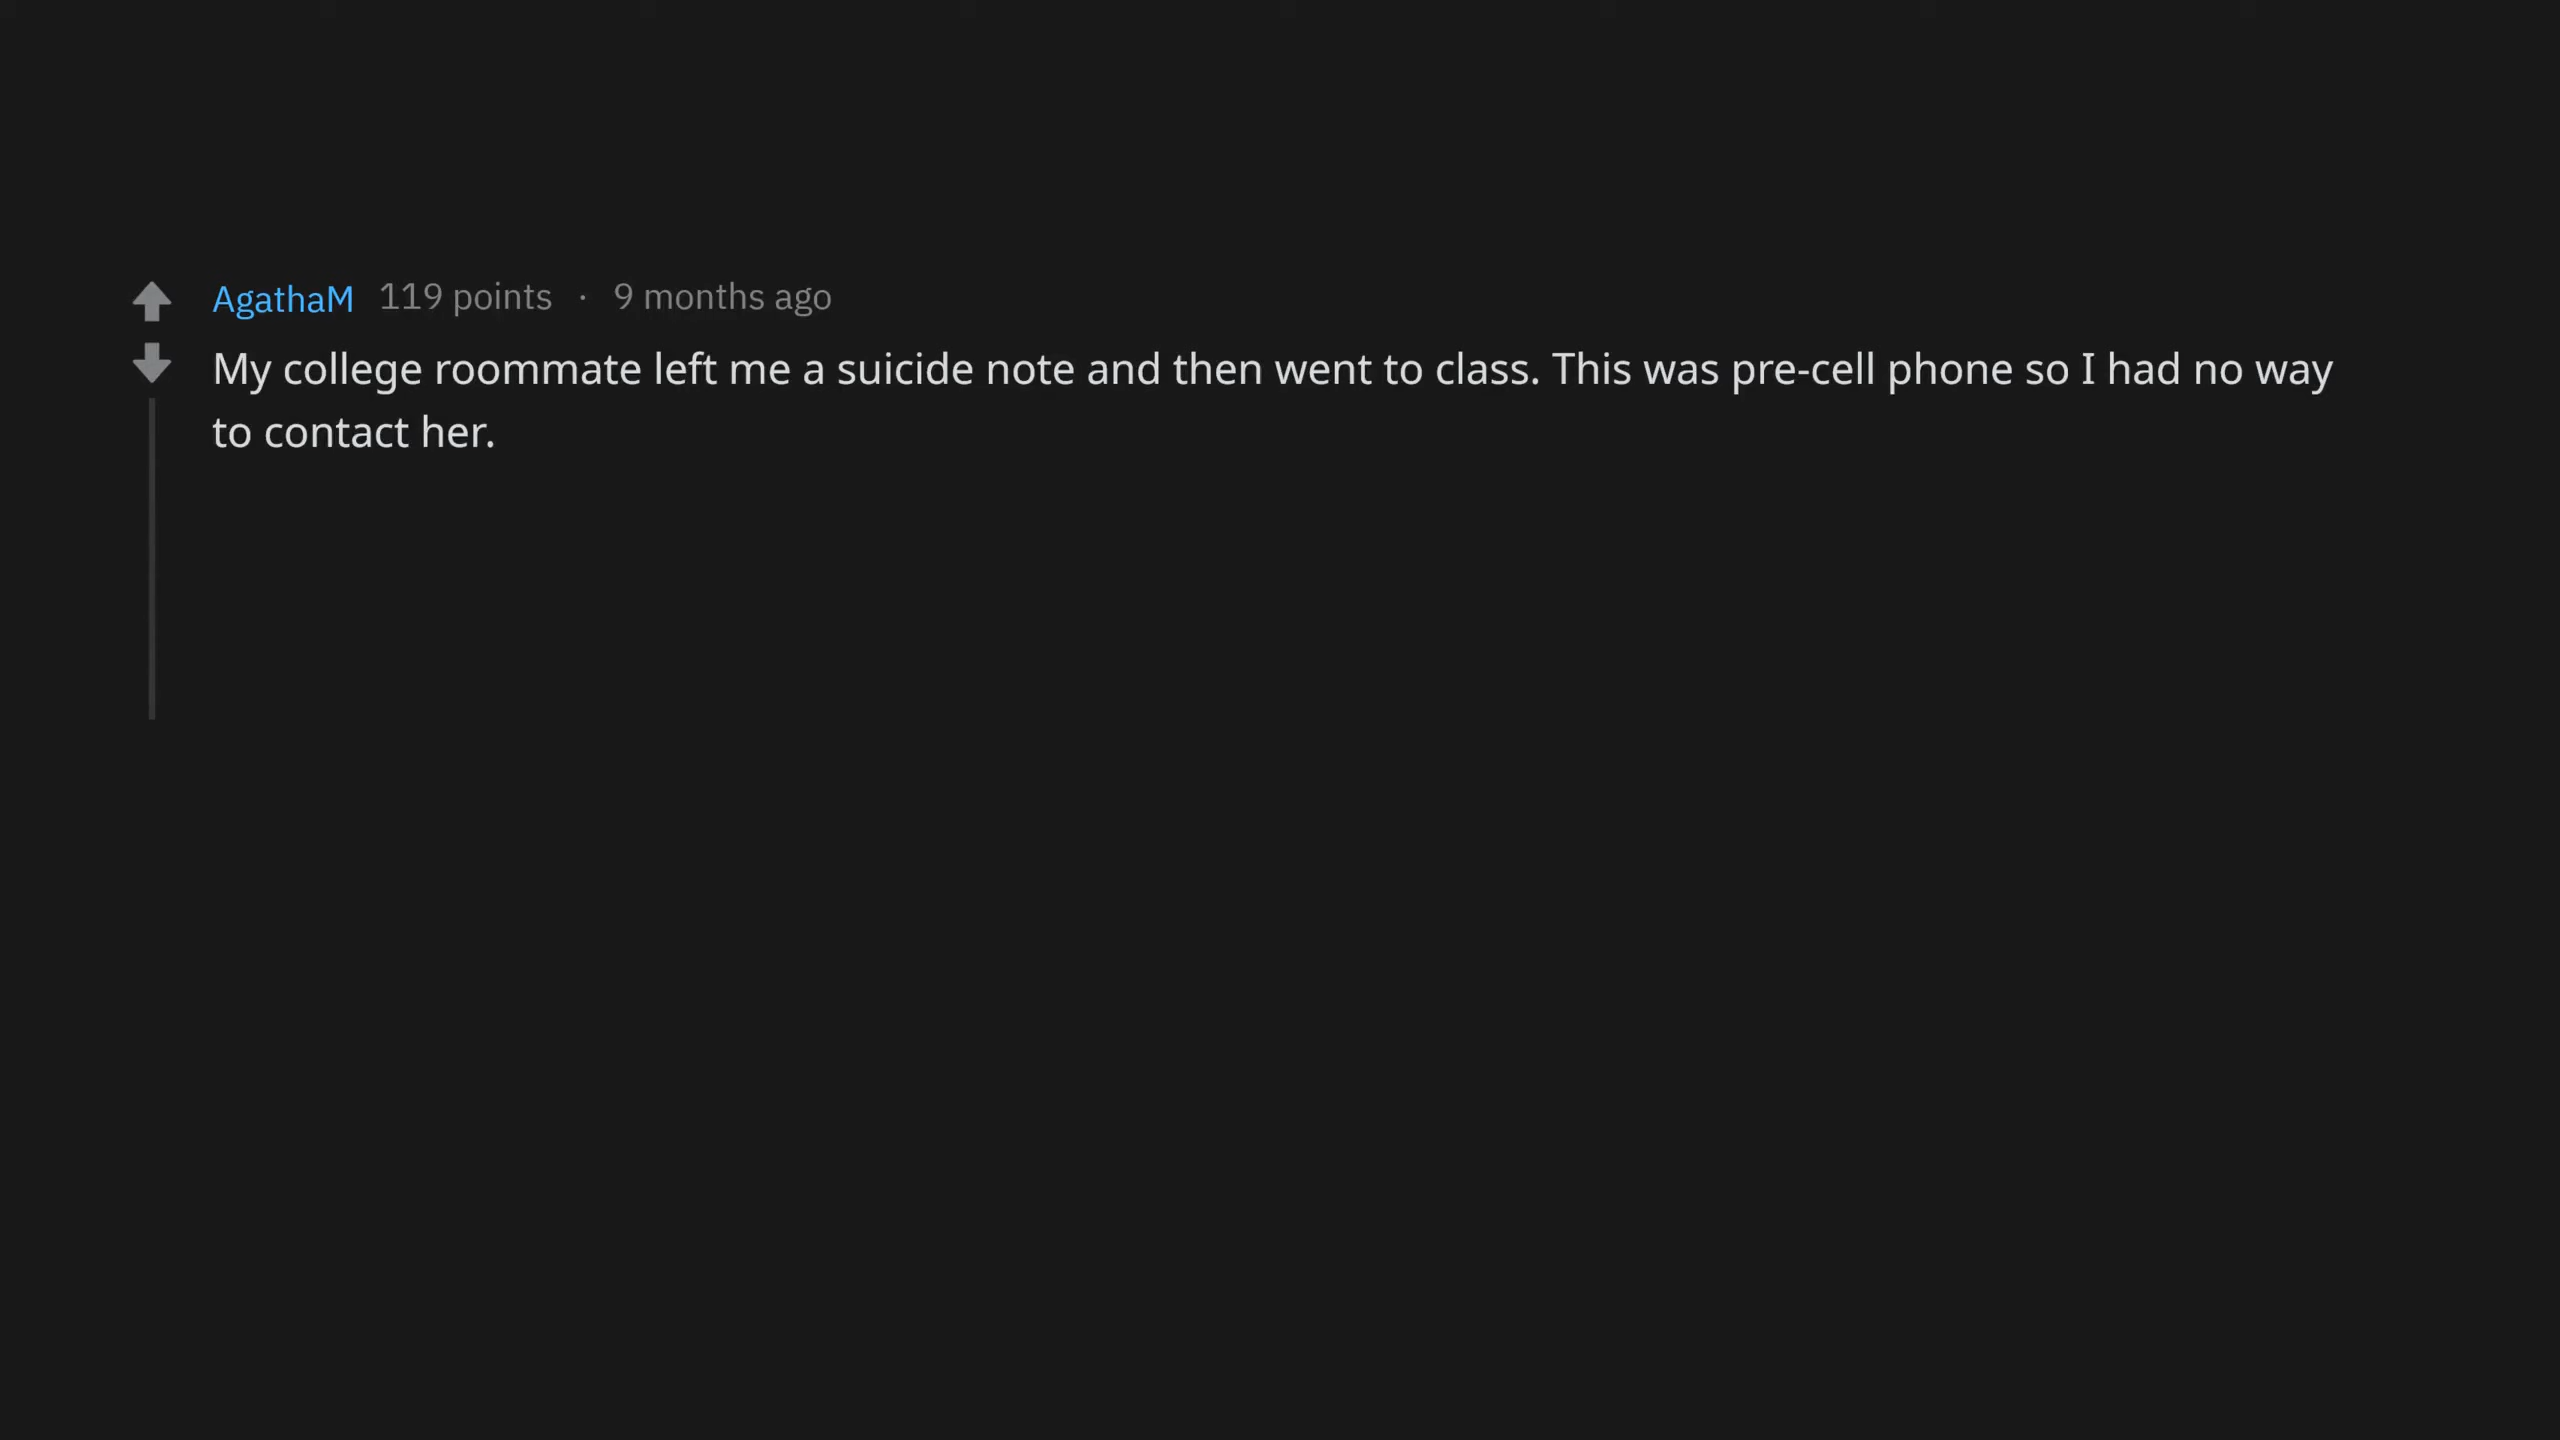 AgathaM 119 points · 9 months ago
My college roommate left me a suicide note and then went to class. This was pre-cell phone so I had no way
to contact her.